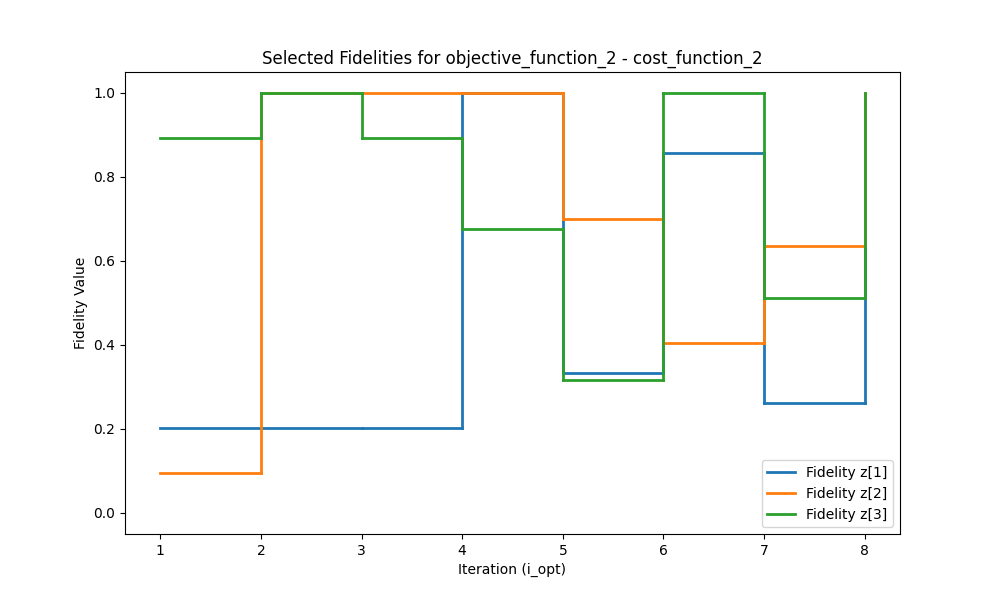 Selected Fidelities for objective_function_2 - cost_function_2
Fidelity Value
1.0
0.8
0.6
0.4
0.2
0.0
Fidelity z[1]
Fidelity z[2]
Fidelity z[3]
1 2 3 4 5 6 7 8
Iteration (i_opt)